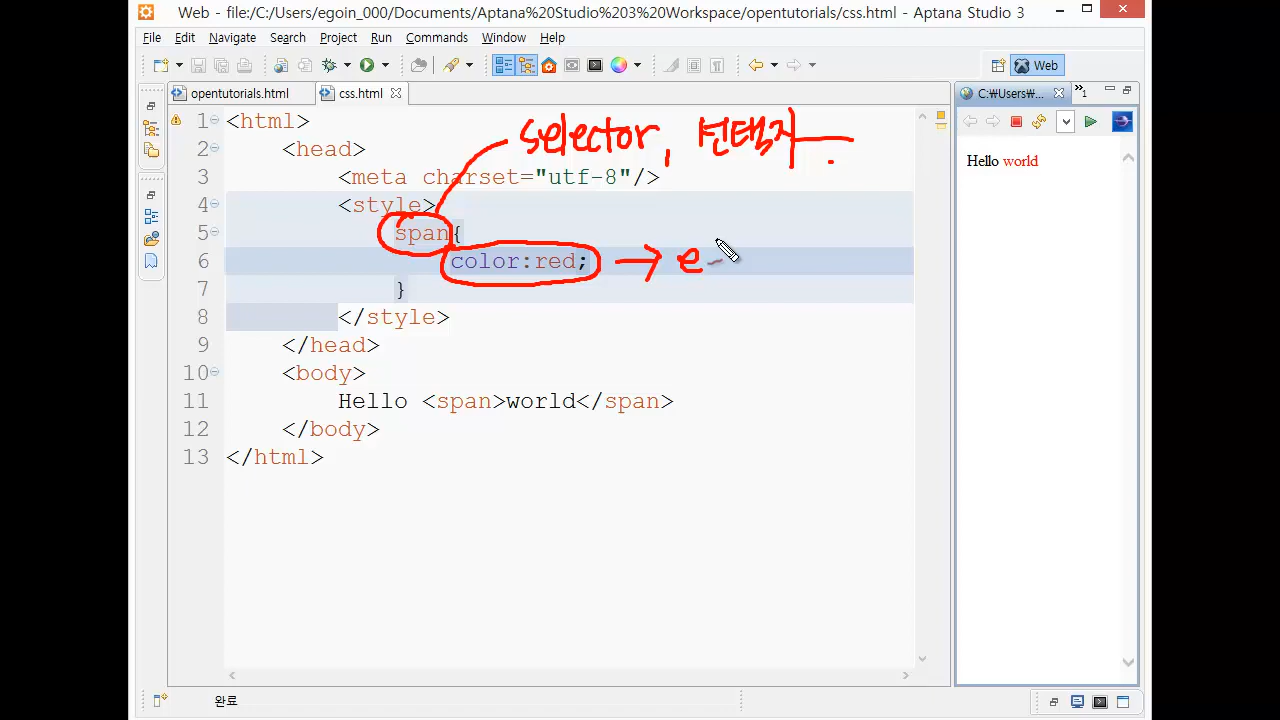 Web - file:/C:/Users/egoin_000/Documents/Aptana%20Studio%203%20Workspace/opentutorials/css.html - Aptana Studio 3
File Edit Navigate Search Project Run Commands Window Help
Web
opentutorials.html css.html
C:₩Users₩... »1
1 <html>
2 <head>
selector, 선택자
3 <meta charset="utf-8"/>
4 <style>
5 span{
6 color:red; → e
7 }
8 </style>
9 </head>
10 <body>
11 Hello <span>world</span>
12 </body>
13 </html>
Hello world
완료